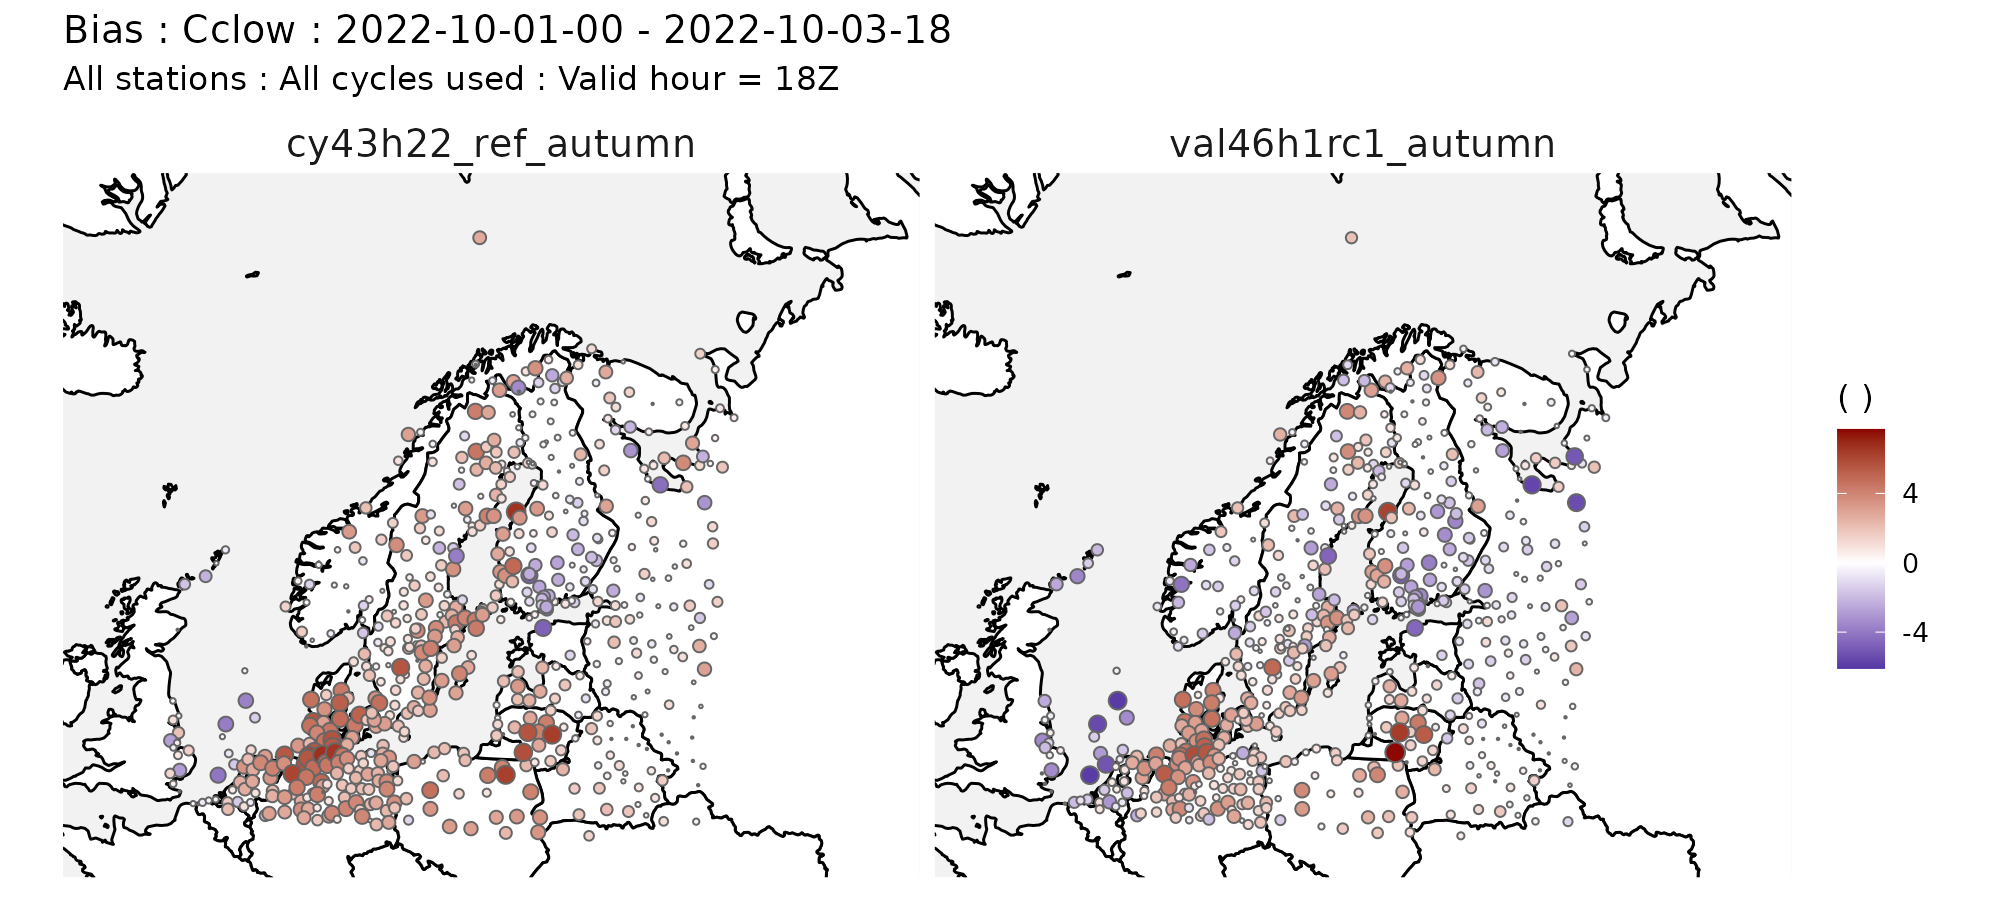 Bias : Cclow : 2022-10-01-00 - 2022-10-03-18
All stations : All cycles used : Valid hour = 18Z
cy43h22_ref_autumn
val46h1rc1_autumn
( )
4
0
-4